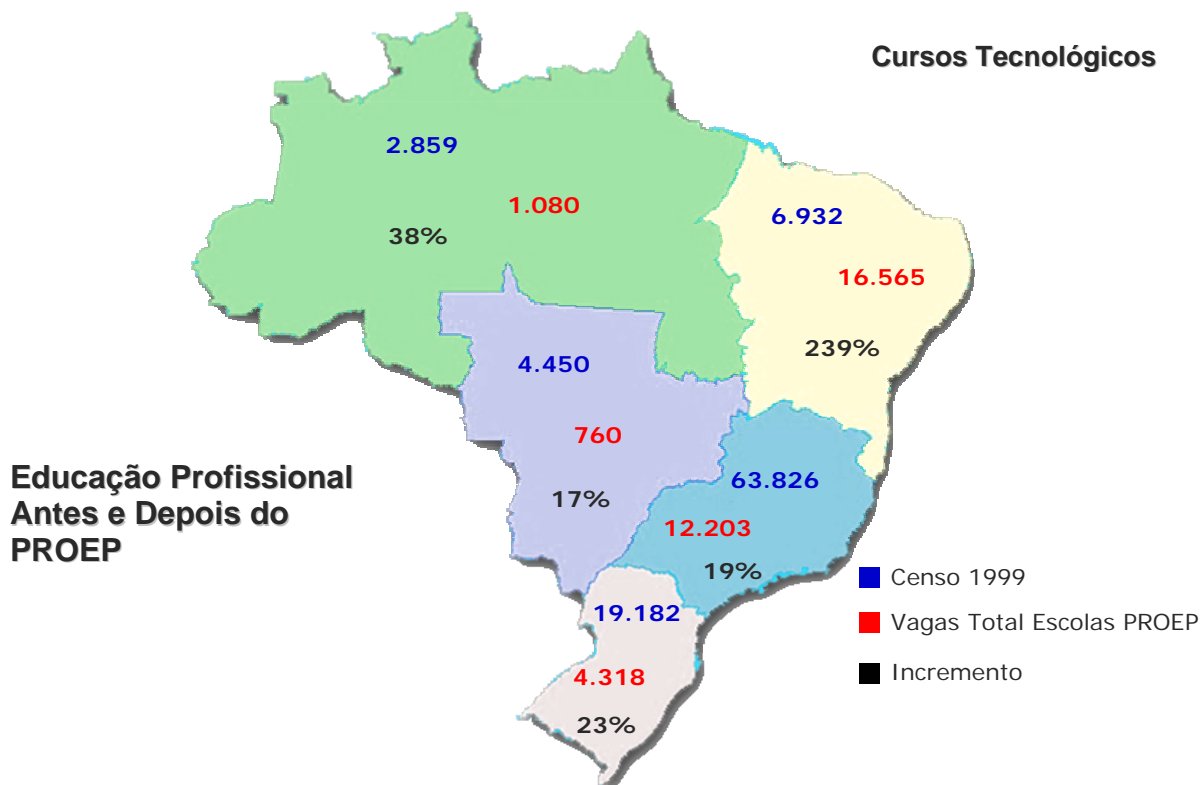 Cursos Tecnológicos
2.859
1.080
38%
6.932
16.565
239%
4.450
760
17%
63.826
12.203
19%
19.182
4.318
23%
Educação Profissional
Antes e Depois do
PROEP
Censo 1999
Vagas Total Escolas PROEP
Incremento